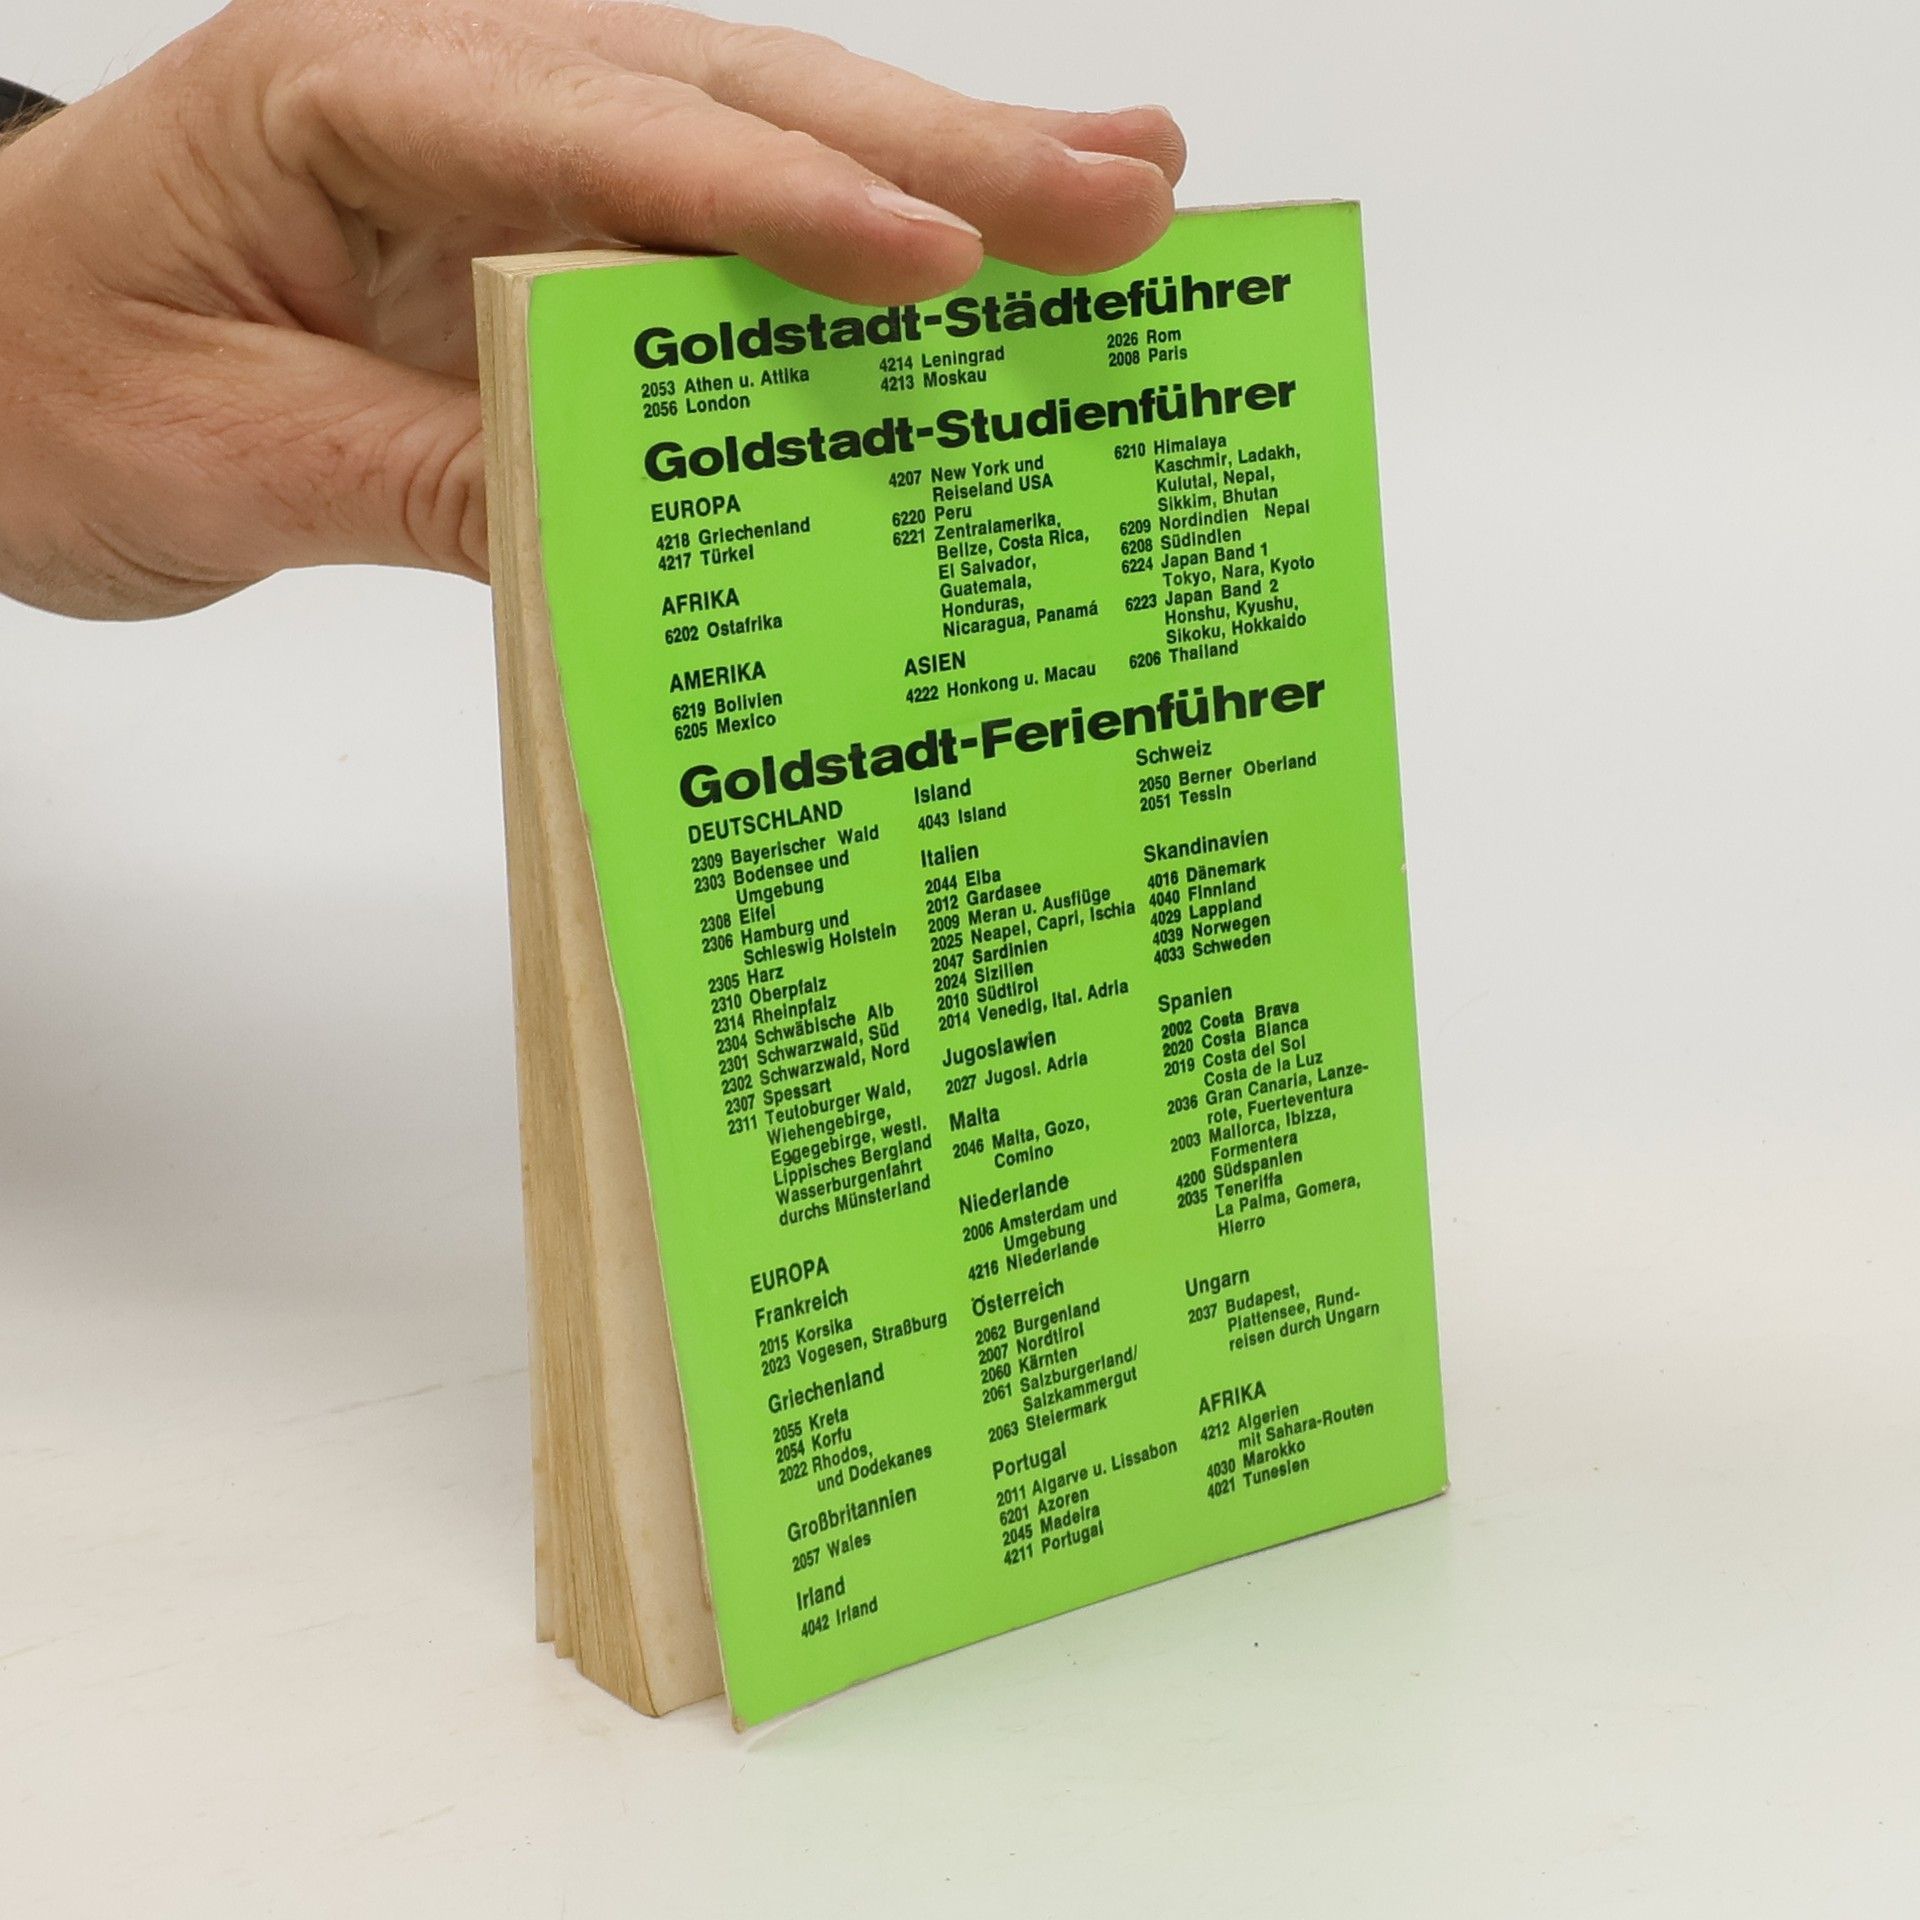 Goldstadt-Städteführer
2053 Athen u. Attika
2056 London
4214 Leningrad
4213 Moskau
2026 Rom
2008 Paris
Goldstadt-Studienführer
EUROPA
4218 Griechenland
4217 Türkei
AFRIKA
6202 Ostafrika
AMERIKA
6219 Bolivien
6205 Mexico
4207 New York und
Reiseland USA
6220 Peru
6221 Zentralamerika,
Belize, Costa Rica,
El Salvador,
Guatemala,
Honduras,
Nicaragua, Panamá
ASIEN
4222 Honkong u. Macau
6210 Himalaya
Kaschmir, Ladakh,
Kulutal, Nepal,
Sikkim, Bhutan
6209 Nordindien Nepal
6208 Südindien
6224 Japan Band 1
Tokyo, Nara, Kyoto
6223 Japan Band 2
Honshu, Kyushu,
Sikoku, Hokkaido
6206 Thailand
Goldstadt-Ferienführer
DEUTSCHLAND
2309 Bayerischer Wald
2303 Bodensee und
Umgebung
2308 Eifel
2306 Hamburg und
Schleswig Holstein
2305 Harz
2310 Oberpfalz
2314 Rheinpfalz
2304 Schwäbische Alb
2301 Schwarzwald, Süd
2302 Schwarzwald, Nord
2307 Spessart
2311 Teutoburger Wald,
Wiehengebirge,
Eggegebirge, westl.
Lippisches Bergland
Wasserburgenfahrt
durchs Münsterland
EUROPA
Frankreich
2015 Korsika
2023 Vogesen, Straßburg
Griechenland
2055 Kreta
2054 Korfu
2022 Rhodos,
und Dodekanes
Großbritannien
2057 Wales
Irland
4042 Irland
Island
4043 Island
Italien
2044 Elba
2012 Gardasee
2009 Meran u. Ausflüge
2025 Neapel, Capri, Ischia
2047 Sardinien
2024 Sizilien
2010 Südtirol
2014 Venedig, Ital. Adria
Jugoslawien
2027 Jugosl. Adria
Malta
2046 Malta, Gozo,
Comino
Niederlande
2006 Amsterdam und
Umgebung
4216 Niederlande
Österreich
2062 Burgenland
2007 Nordtirol
2060 Kärnten
2061 Salzburgerland/
Salzkammergut
2063 Steiermark
Portugal
2011 Algarve u. Lissabon
6201 Azoren
2045 Madeira
4211 Portugal
Schweiz
2050 Berner Oberland
2051 Tessin
Skandinavien
4016 Dänemark
4040 Finnland
4029 Lappland
4039 Norwegen
4033 Schweden
Spanien
2002 Costa Brava
2020 Costa Blanca
2019 Costa del Sol
Costa de la Luz
2036 Gran Canaria, Lanze-
rote, Fuerteventura
2003 Mallorca, Ibizza,
Formentera
4200 Südspanien
2035 Teneriffa
La Palma, Gomera,
Hierro
Ungarn
2037 Budapest,
Plattensee, Rund-
reisen durch Ungarn
AFRIKA
4212 Algerien
mit Sahara-Routen
4030 Marokko
4021 Tunesien